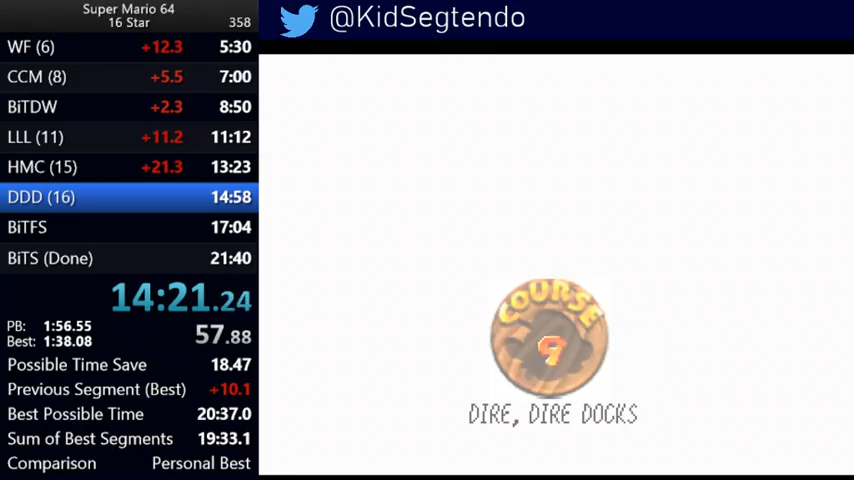 Super Mario 64
16 Star 358
WF (6) +12.3 5:30
CCM (8) +5.5 7:00
BiTDW +2.3 8:50
LLL (11) +11.2 11:12
HMC (15) +21.3 13:23
DDD (16) 14:58
BiTFS 17:04
BiTS (Done) 21:40
14:21.24
PB: 1:56.55
Best: 1:38.08
57.88
Possible Time Save 18.47
Previous Segment (Best) +10.1
Best Possible Time 20:37.0
Sum of Best Segments 19:33.1
Comparison Personal Best
@KidSegtendo
COURSE
9
DIRE, DIRE DOCKS